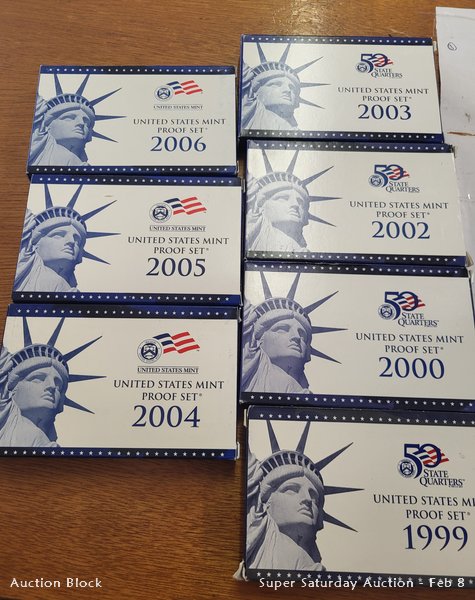 UNITED STATES MINT
UNITED STATES MINT
PROOF SET®
2006
UNITED STATES MINT
UNITED STATES MINT
PROOF SET®
2005
UNITED STATES MINT
UNITED STATES MINT
PROOF SET®
2004
50
STATE
QUARTERS
UNITED STATES MINT
PROOF SET®
2003
50
STATE
QUARTERS
UNITED STATES MINT
PROOF SET®
2002
50
STATE
QUARTERS
UNITED STATES MINT
PROOF SET®
2000
50
STATE
QUARTERS
UNITED STATES MI
PROOF SET®
1999
Auction Block
Super Saturday Auction - Feb 8